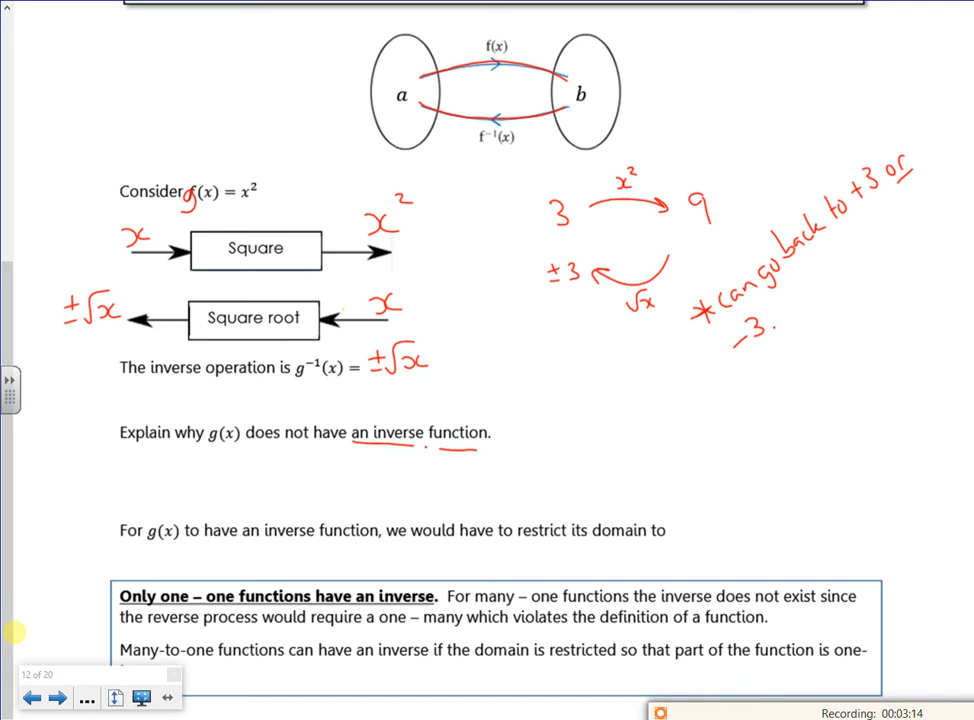 f(x)
a
b
f⁻¹(x)
Consider g(x) = x²
x²
3
9
x
x²
Square
±3
√x
*can go back to +3 or
-3.
±√x
Square root
x
The inverse operation is g⁻¹(x) = ±√x
Explain why g(x) does not have an inverse function.
For g(x) to have an inverse function, we would have to restrict its domain to
Only one – one functions have an inverse. For many – one functions the inverse does not exist since
the reverse process would require a one – many which violates the definition of a function.
Many-to-one functions can have an inverse if the domain is restricted so that part of the function is one-
12 of 20
...
Recording: 00:03:14